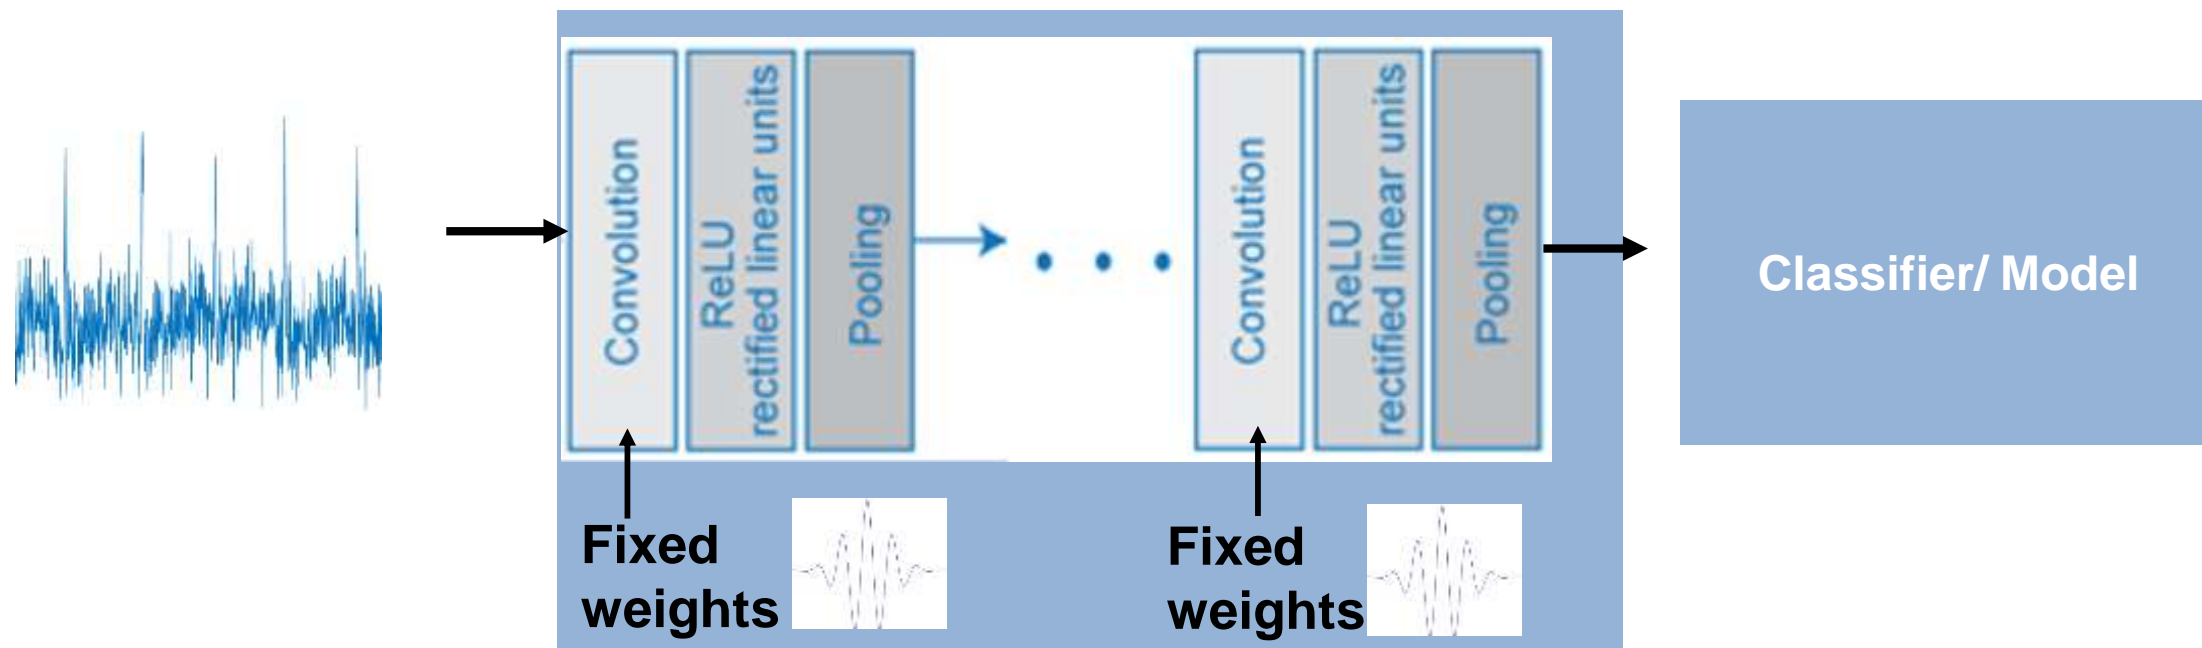 Convolution
ReLU
rectified linear units
Pooling
Convolution
ReLU
rectified linear units
Pooling
Fixed
weights
Fixed
weights
Classifier/ Model